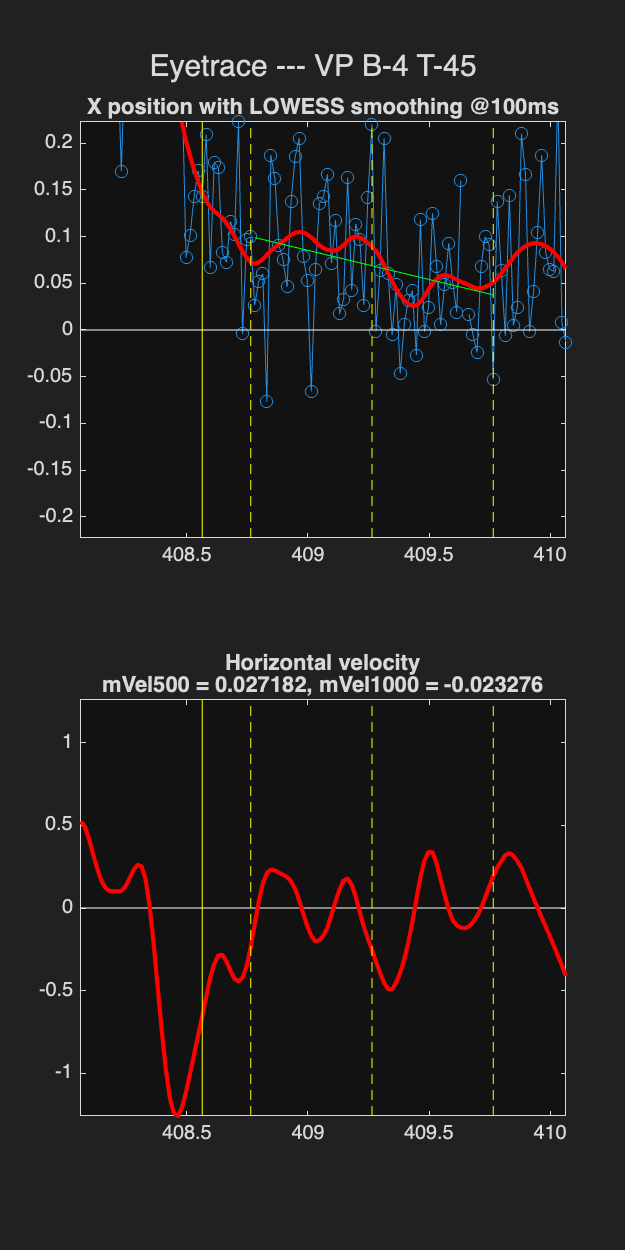 Eyetrace --- VP B-4 T-45
X position with LOWESS smoothing @100ms
0.2
0.15
0.1
0.05
0
-0.05
-0.1
-0.15
-0.2
408.5 409 409.5 410
Horizontal velocity
mVel500 = 0.027182, mVel1000 = -0.023276
1
0.5
0
-0.5
-1
408.5 409 409.5 410